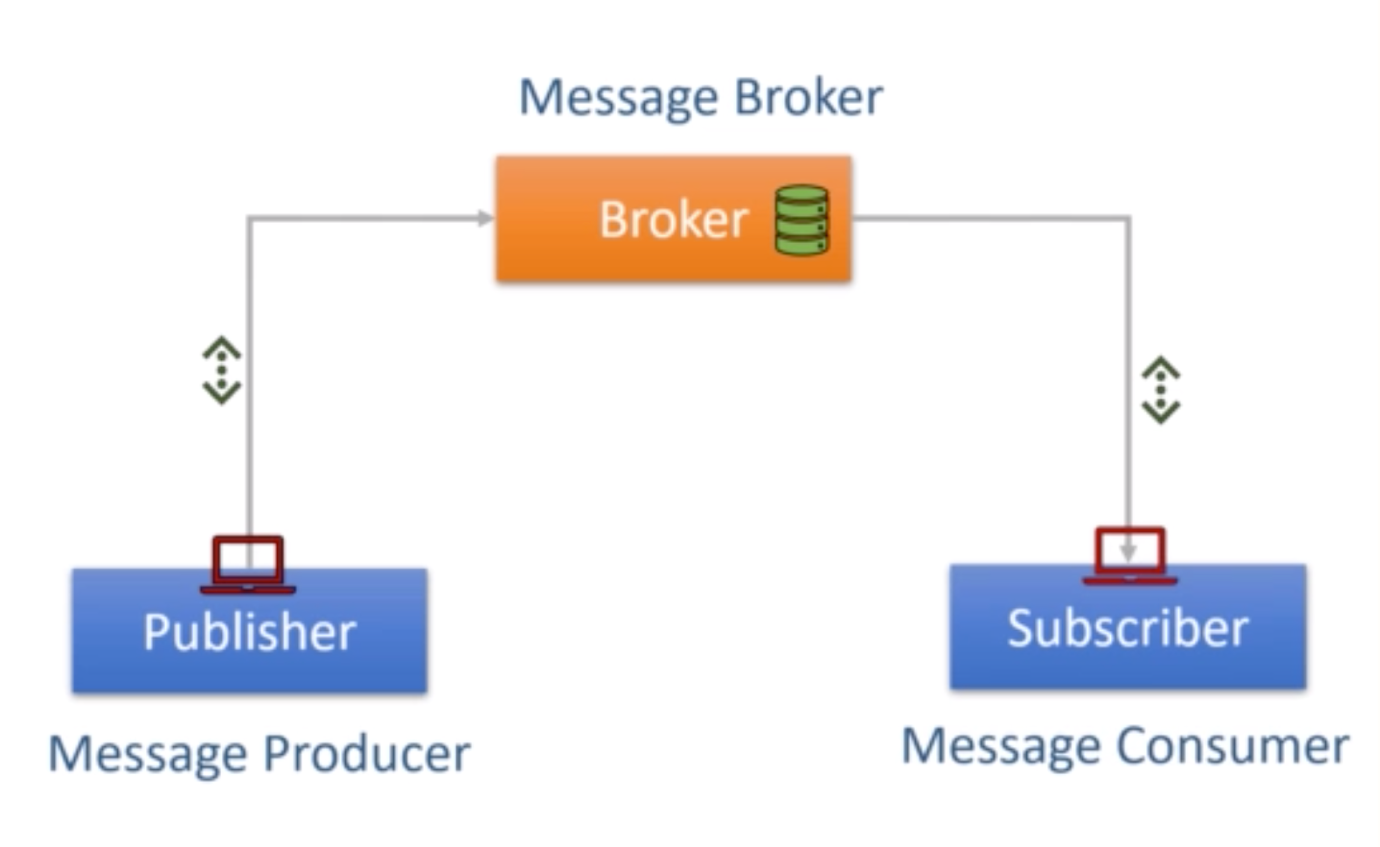 Message Broker
Broker
Publisher
Subscriber
Message Producer
Message Consumer